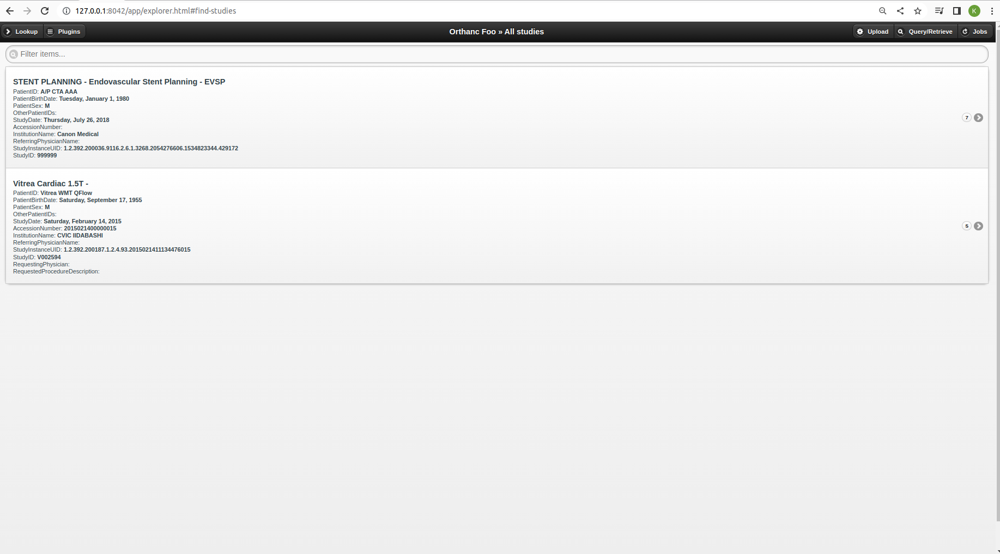 127.0.0.1:8042/app/explorer.html#find-studies
K
Lookup
Plugins
Orthanc Foo » All studies
Upload
Query/Retrieve
Jobs
Filter items...
STENT PLANNING - Endovascular Stent Planning - EVSP
PatientID: A/P CTA AAA
PatientBirthDate: Tuesday, January 1, 1980
PatientSex: M
OtherPatientIDs:
StudyDate: Thursday, July 26, 2018
AccessionNumber:
InstitutionName: Canon Medical
ReferringPhysicianName:
StudyInstanceUID: 1.2.392.200036.9116.2.6.1.3268.2054276606.1534823344.429172
StudyID: 999999
7
Vitrea Cardiac 1.5T -
PatientID: Vitrea WMT QFlow
PatientBirthDate: Saturday, September 17, 1955
PatientSex: M
OtherPatientIDs:
StudyDate: Saturday, February 14, 2015
AccessionNumber: 2015021400000015
InstitutionName: CVIC IIDABASHI
ReferringPhysicianName:
StudyInstanceUID: 1.2.392.200187.1.2.4.93.2015021411134476015
StudyID: V002594
RequestingPhysician:
RequestedProcedureDescription:
5